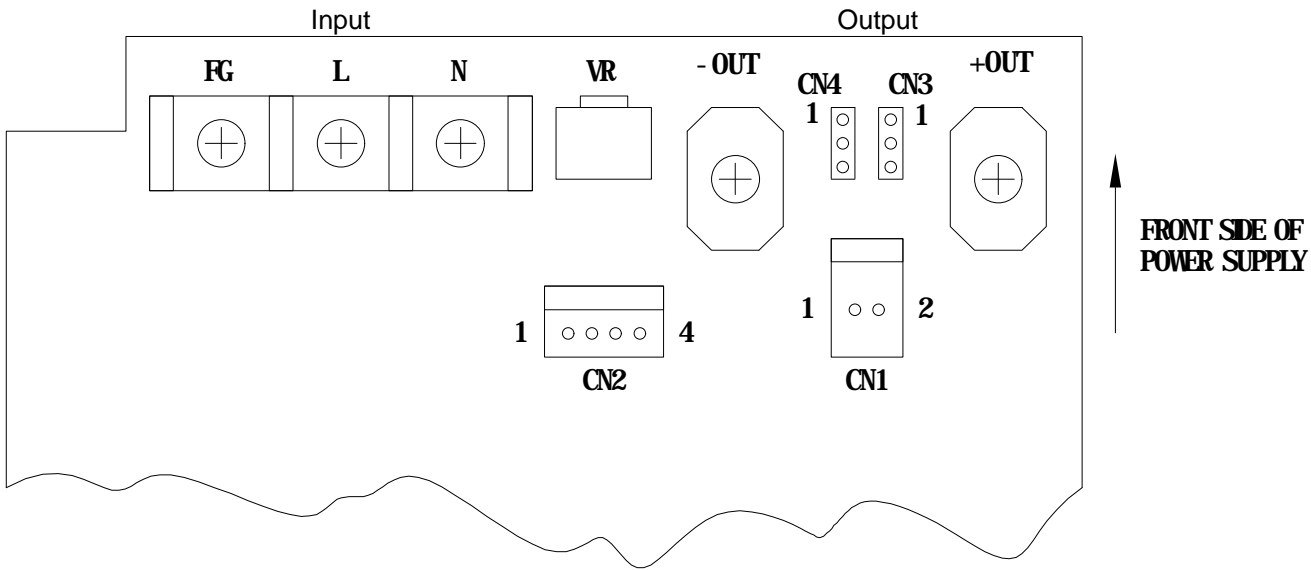 Input Output
FG L N VR - OUT +OUT
CN4 CN3
1 1
FRONT SIDE OF
POWER SUPPLY
1 2
1 4
CN2 CN1